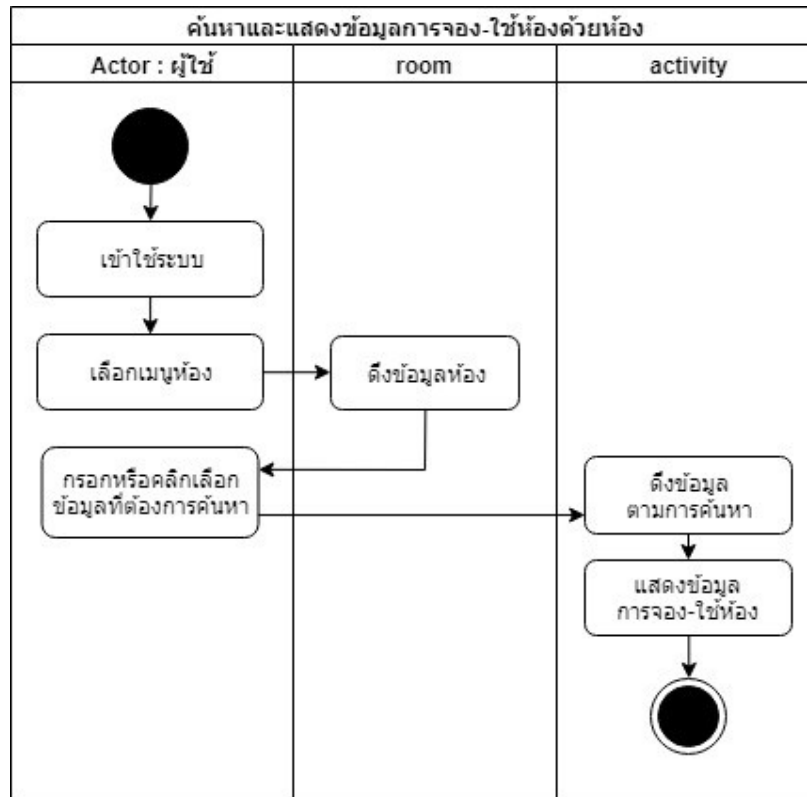 ค้นหาและแสดงข้อมูลการจอง-ใช้ห้องด้วยห้อง
Actor : ผู้ใช้
room
activity
เข้าใช้ระบบ
เลือกเมนูห้อง
ดึงข้อมูลห้อง
กรอกหรือคลิกเลือก
ข้อมูลที่ต้องการค้นหา
ดึงข้อมูล
ตามการค้นหา
แสดงข้อมูล
การจอง-ใช้ห้อง